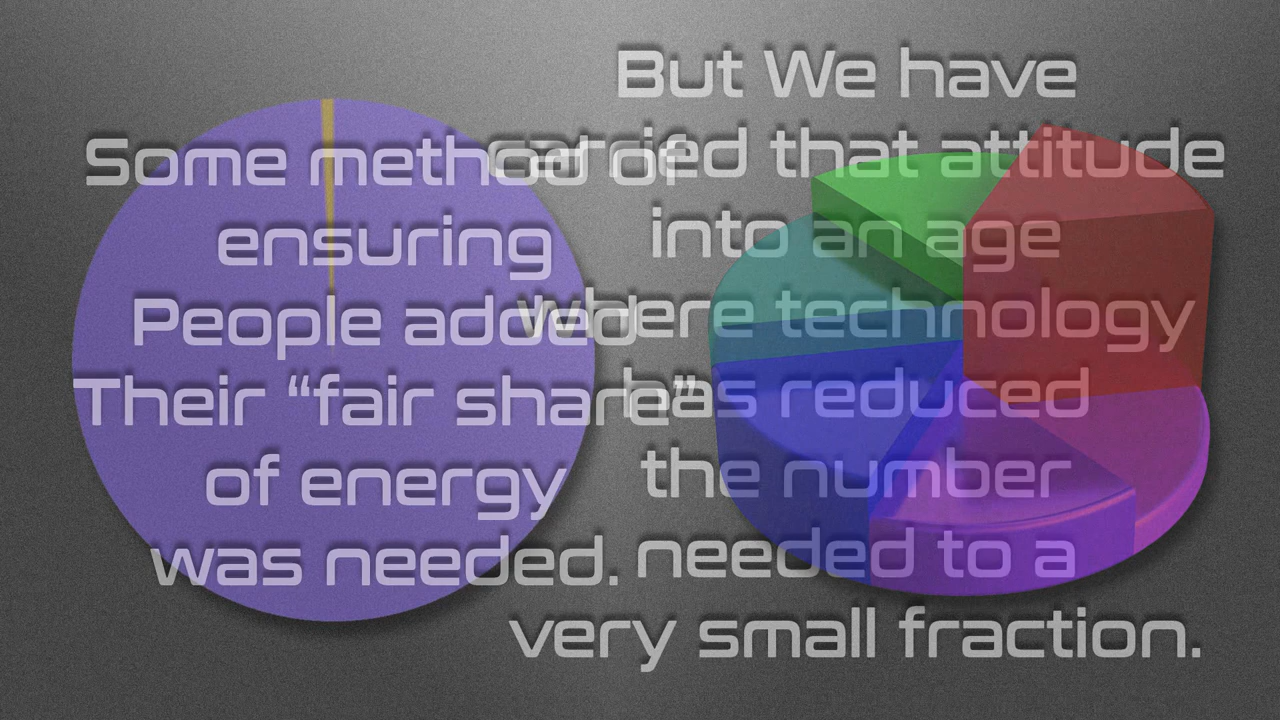 Some method of
ensuring
People added
Their “fair share”
of energy
was needed.
But We have
carried that attitude
into an age
where technology
has reduced
the number
needed to a
very small fraction.